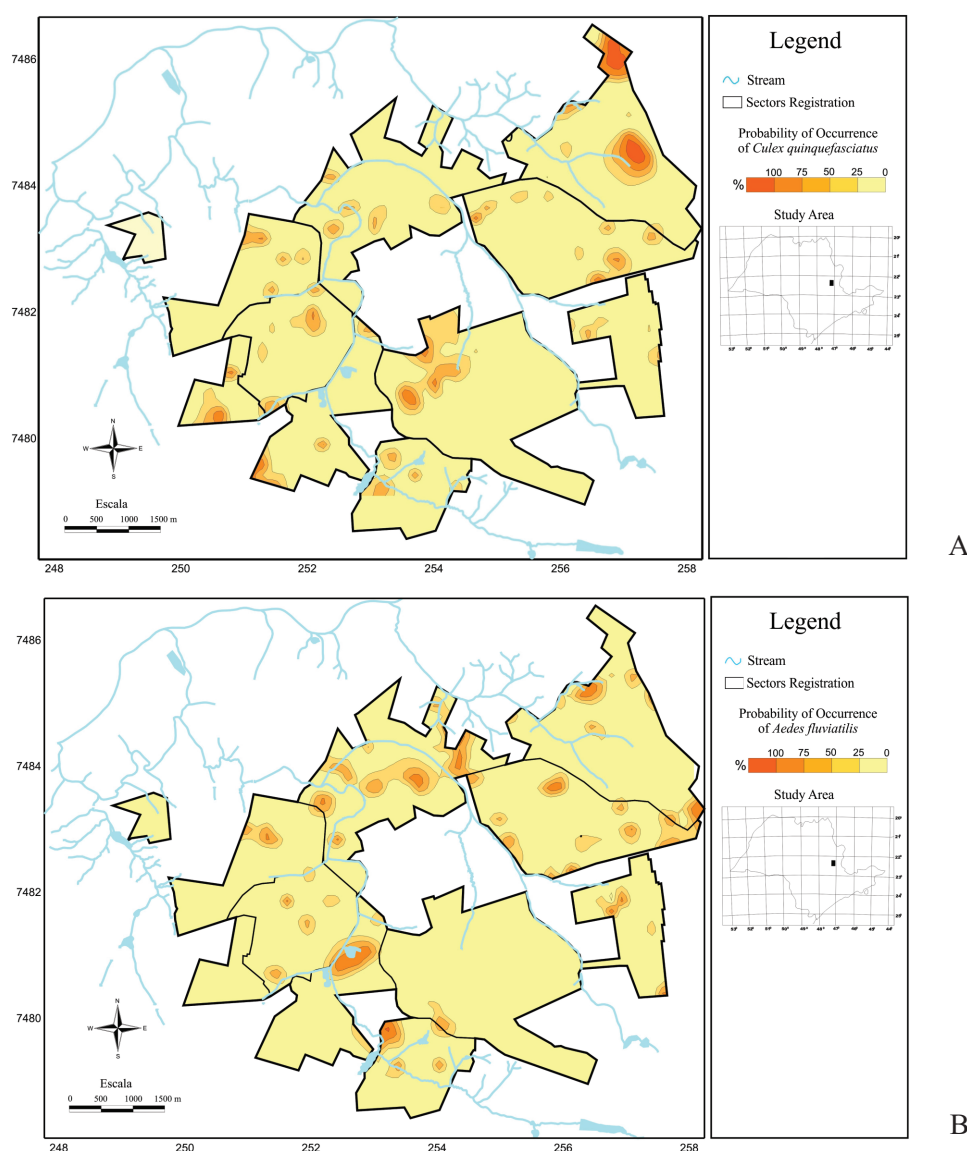 7486
7484
7482
7480
N
W E
S
Escala
0 500 1000 1500 m
248 250 252 254 256 258
Legend
Stream
Sectors Registration
Probability of Occurrence
of Culex quinquefasciatus
% 100 75 50 25 0
Study Area
A
7486
7484
7482
7480
N
W E
S
Escala
0 500 1000 1500 m
248 250 252 254 256 258
Legend
Stream
Sectors Registration
Probability of Occurrence
of Aedes fluviatilis
% 100 75 50 25 0
Study Area
B